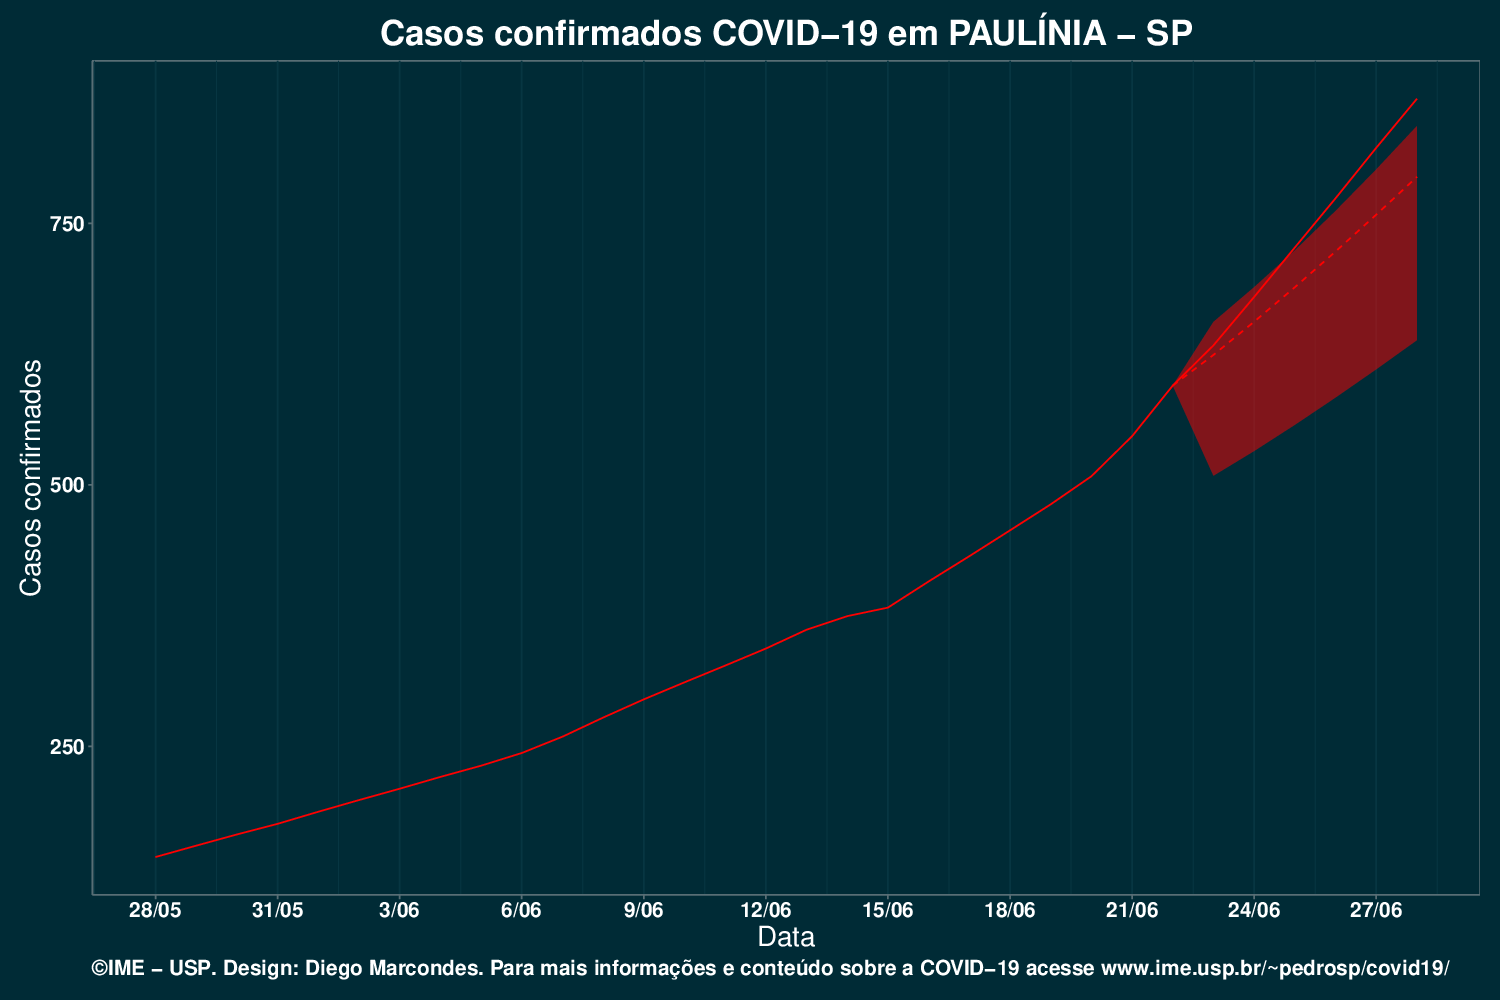 Casos confirmados COVID−19 em PAULÍNIA − SP
Casos confirmados
750
500
250
28/05 31/05 3/06 6/06 9/06 12/06 15/06 18/06 21/06 24/06 27/06
Data
©IME − USP. Design: Diego Marcondes. Para mais informações e conteúdo sobre a COVID−19 acesse www.ime.usp.br/~pedrosp/covid19/